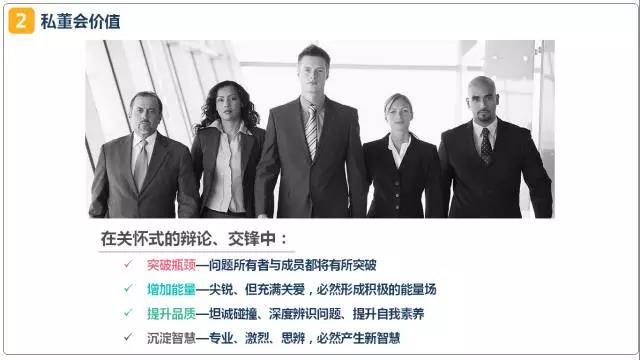 2 私董会价值
在关怀式的辩论、交锋中：
✓ 突破瓶颈—问题所有者与成员都将有所突破
✓ 增加能量—尖锐、但充满关爱，必然形成积极的能量场
✓ 提升品质—坦诚碰撞、深度辨识问题、提升自我素养
✓ 沉淀智慧—专业、激烈、思辨，必然产生新智慧